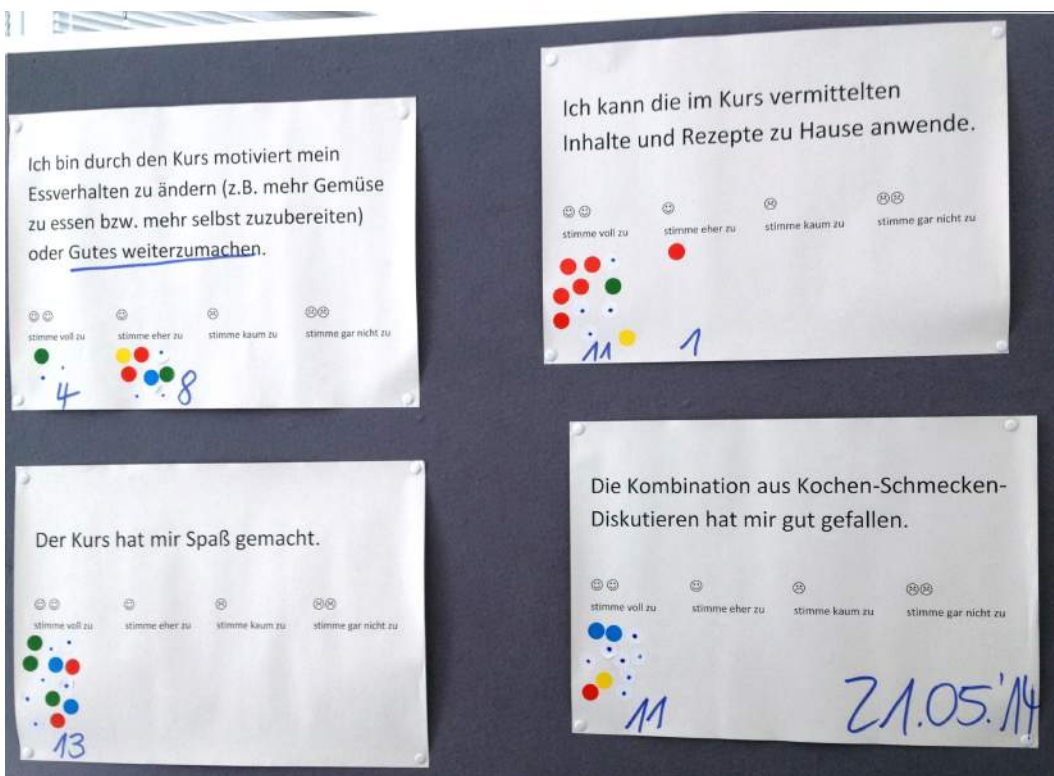 Ich bin durch den Kurs motiviert mein
Essverhalten zu ändern (z.B. mehr Gemüse
zu essen bzw. mehr selbst zuzubereiten)
oder Gutes weiterzumachen.
☺☺ ☺ ☹ ☹☹
stimme voll zu stimme eher zu stimme kaum zu stimme gar nicht zu
4 8
Ich kann die im Kurs vermittelten
Inhalte und Rezepte zu Hause anwende.
☺☺ ☺ ☹ ☹☹
stimme voll zu stimme eher zu stimme kaum zu stimme gar nicht zu
11 1
Der Kurs hat mir Spaß gemacht.
☺☺ ☺ ☹ ☹☹
stimme voll zu stimme eher zu stimme kaum zu stimme gar nicht zu
13
Die Kombination aus Kochen-Schmecken-
Diskutieren hat mir gut gefallen.
☺☺ ☺ ☹ ☹☹
stimme voll zu stimme eher zu stimme kaum zu stimme gar nicht zu
11
21.05.'14